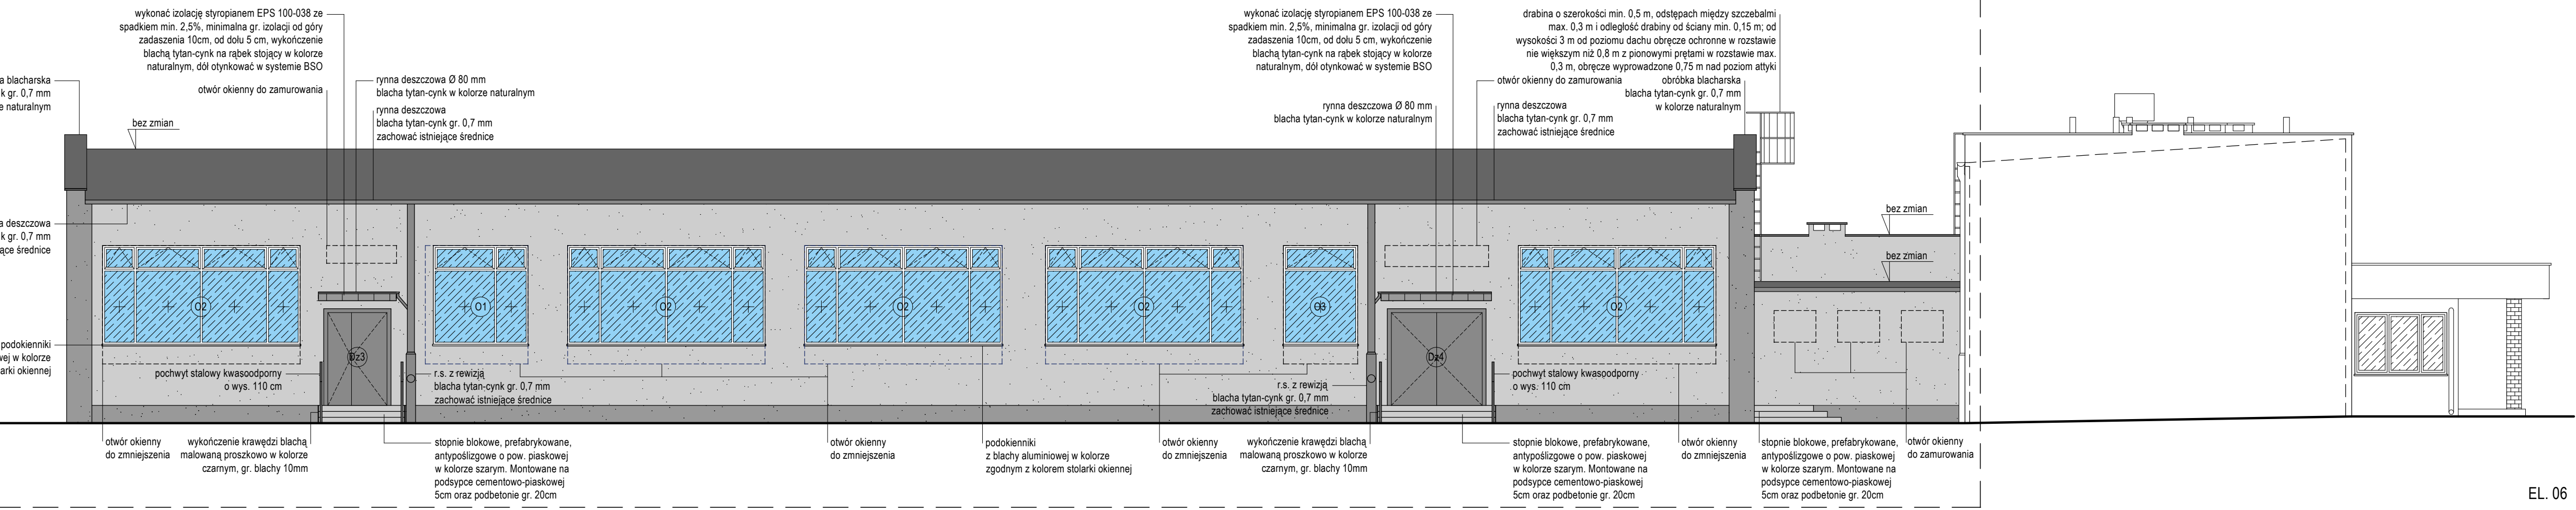 wykonać izolację styropianem EPS 100-038 ze
spadkiem min. 2,5%, minimalna gr. izolacji od góry
zadaszenia 10cm, od dołu 5 cm, wykończenie
blachą tytan-cynk na rąbek stojący w kolorze
naturalnym, dół otynkować w systemie BSO
a blacharska
k gr. 0,7 mm
e naturalnym
otwór okienny do zamurowania
rynna deszczowa Ø 80 mm
blacha tytan-cynk w kolorze naturalnym
rynna deszczowa
blacha tytan-cynk gr. 0,7 mm
zachować istniejące średnice
bez zmian
wykonać izolację styropianem EPS 100-038 ze
spadkiem min. 2,5%, minimalna gr. izolacji od góry
zadaszenia 10cm, od dołu 5 cm, wykończenie
blachą tytan-cynk na rąbek stojący w kolorze
naturalnym, dół otynkować w systemie BSO
rynna deszczowa Ø 80 mm
blacha tytan-cynk w kolorze naturalnym
drabina o szerokości min. 0,5 m, odstępach między szczeblami
max. 0,3 m i odległość drabiny od ściany min. 0,15 m; od
wysokości 3 m od poziomu dachu obręcze ochronne w rozstawie
nie większym niż 0,8 m z pionowymi prętami w rozstawie max.
0,3 m, obręcze wyprowadzone 0,75 m nad poziom attyki
otwór okienny do zamurowania
obróbka blacharska
blacha tytan-cynk gr. 0,7 mm
w kolorze naturalnym
rynna deszczowa
blacha tytan-cynk gr. 0,7 mm
zachować istniejące średnice
a deszczowa
k gr. 0,7 mm
ące średnice
bez zmian
bez zmian
O2
O1
O2
O2
O2
O3
O2
Dz3
Dz4
podokienniki
wej w kolorze
arki okiennej
pochwyt stalowy kwasoodporny
o wys. 110 cm
r.s. z rewizją
blacha tytan-cynk gr. 0,7 mm
zachować istniejące średnice
r.s. z rewizją
blacha tytan-cynk gr. 0,7 mm
zachować istniejące średnice
pochwyt stalowy kwasoodporny
o wys. 110 cm
otwór okienny
do zmniejszenia
wykończenie krawędzi blachą
malowaną proszkowo w kolorze
czarnym, gr. blachy 10mm
stopnie blokowe, prefabrykowane,
antypoślizgowe o pow. piaskowej
w kolorze szarym. Montowane na
podsypce cementowo-piaskowej
5cm oraz podbetonie gr. 20cm
otwór okienny
do zmniejszenia
podokienniki
z blachy aluminiowej w kolorze
zgodnym z kolorem stolarki okiennej
otwór okienny
do zmniejszenia
wykończenie krawędzi blachą
malowaną proszkowo w kolorze
czarnym, gr. blachy 10mm
stopnie blokowe, prefabrykowane,
antypoślizgowe o pow. piaskowej
w kolorze szarym. Montowane na
podsypce cementowo-piaskowej
5cm oraz podbetonie gr. 20cm
otwór okienny
do zmniejszenia
stopnie blokowe, prefabrykowane,
antypoślizgowe o pow. piaskowej
w kolorze szarym. Montowane na
podsypce cementowo-piaskowej
5cm oraz podbetonie gr. 20cm
otwór okienny
do zamurowania
EL. 06